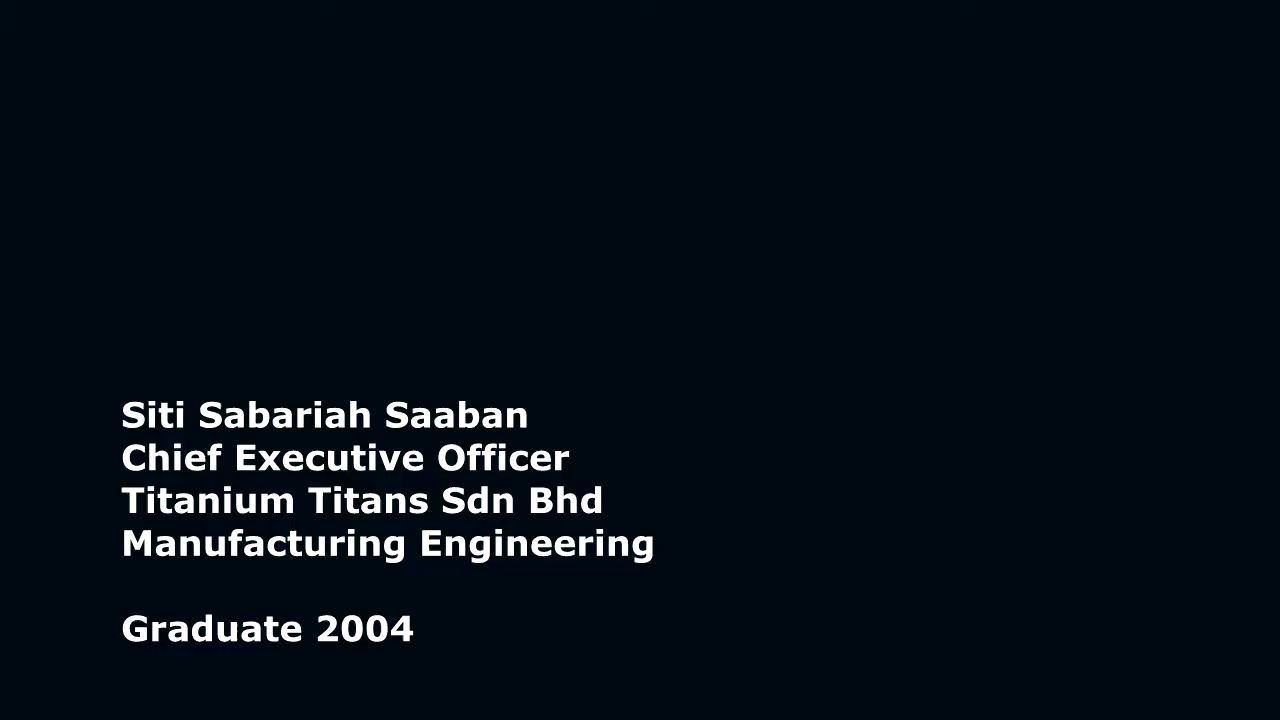 Siti Sabariah Saaban
Chief Executive Officer
Titanium Titans Sdn Bhd
Manufacturing Engineering
Graduate 2004